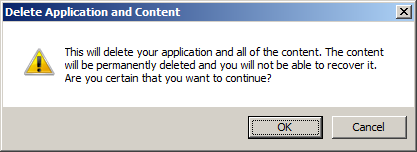 Delete Application and Content
This will delete your application and all of the content. The content
will be permanently deleted and you will not be able to recover it.
Are you certain that you want to continue?
OK
Cancel